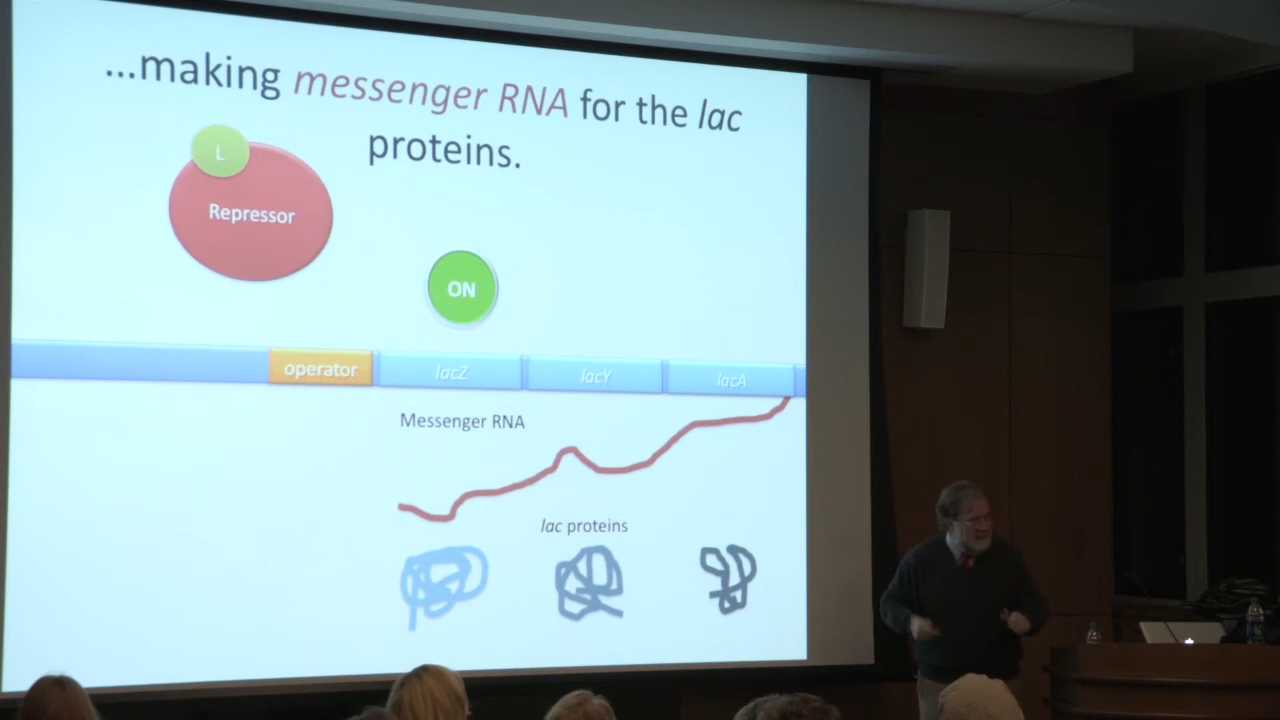 ...making messenger RNA for the lac
proteins.
L
Repressor
ON
operator
lacZ
lacY
lacA
Messenger RNA
lac proteins